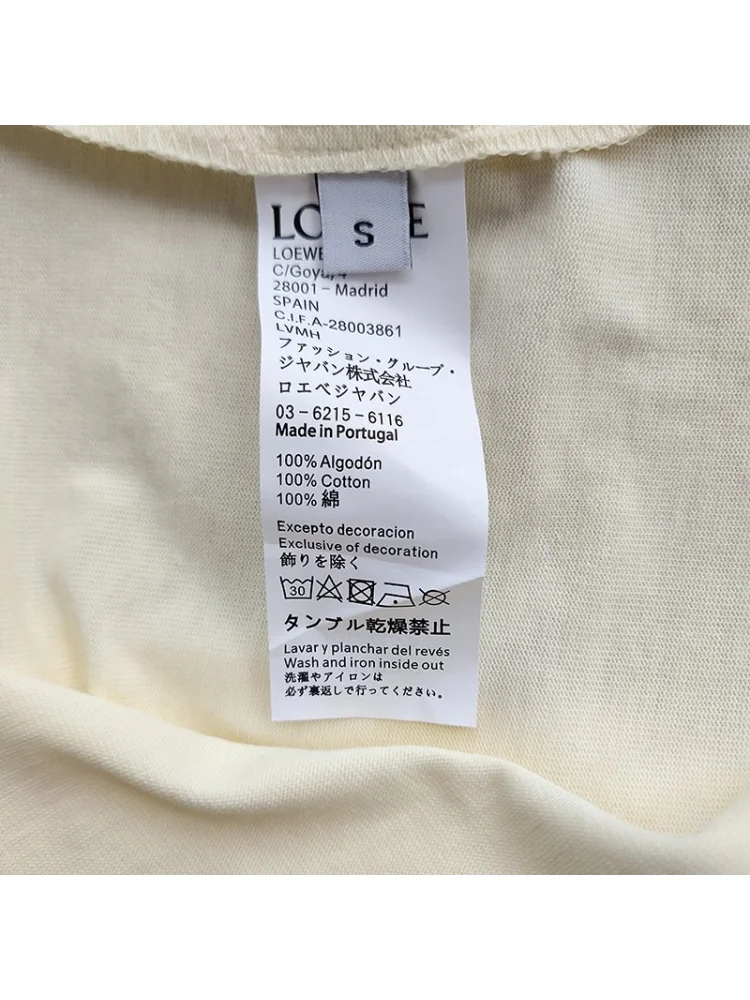 S
LOEWE
C/Goya, 4
28001 – Madrid
SPAIN
C.I.F.A-28003861
LVMH
ファッション・グループ・
ジャバン株式会社
ロエベジャバン
03-6215-6116
Made in Portugal
100% Algodón
100% Cotton
100% 綿
Excepto decoracion
Exclusive of decoration
飾りを除く
30
タンブル乾燥禁止
Lavar y planchar del revés
Wash and iron inside out
洗濯やアイロンは
必ず裏返しで行ってください。